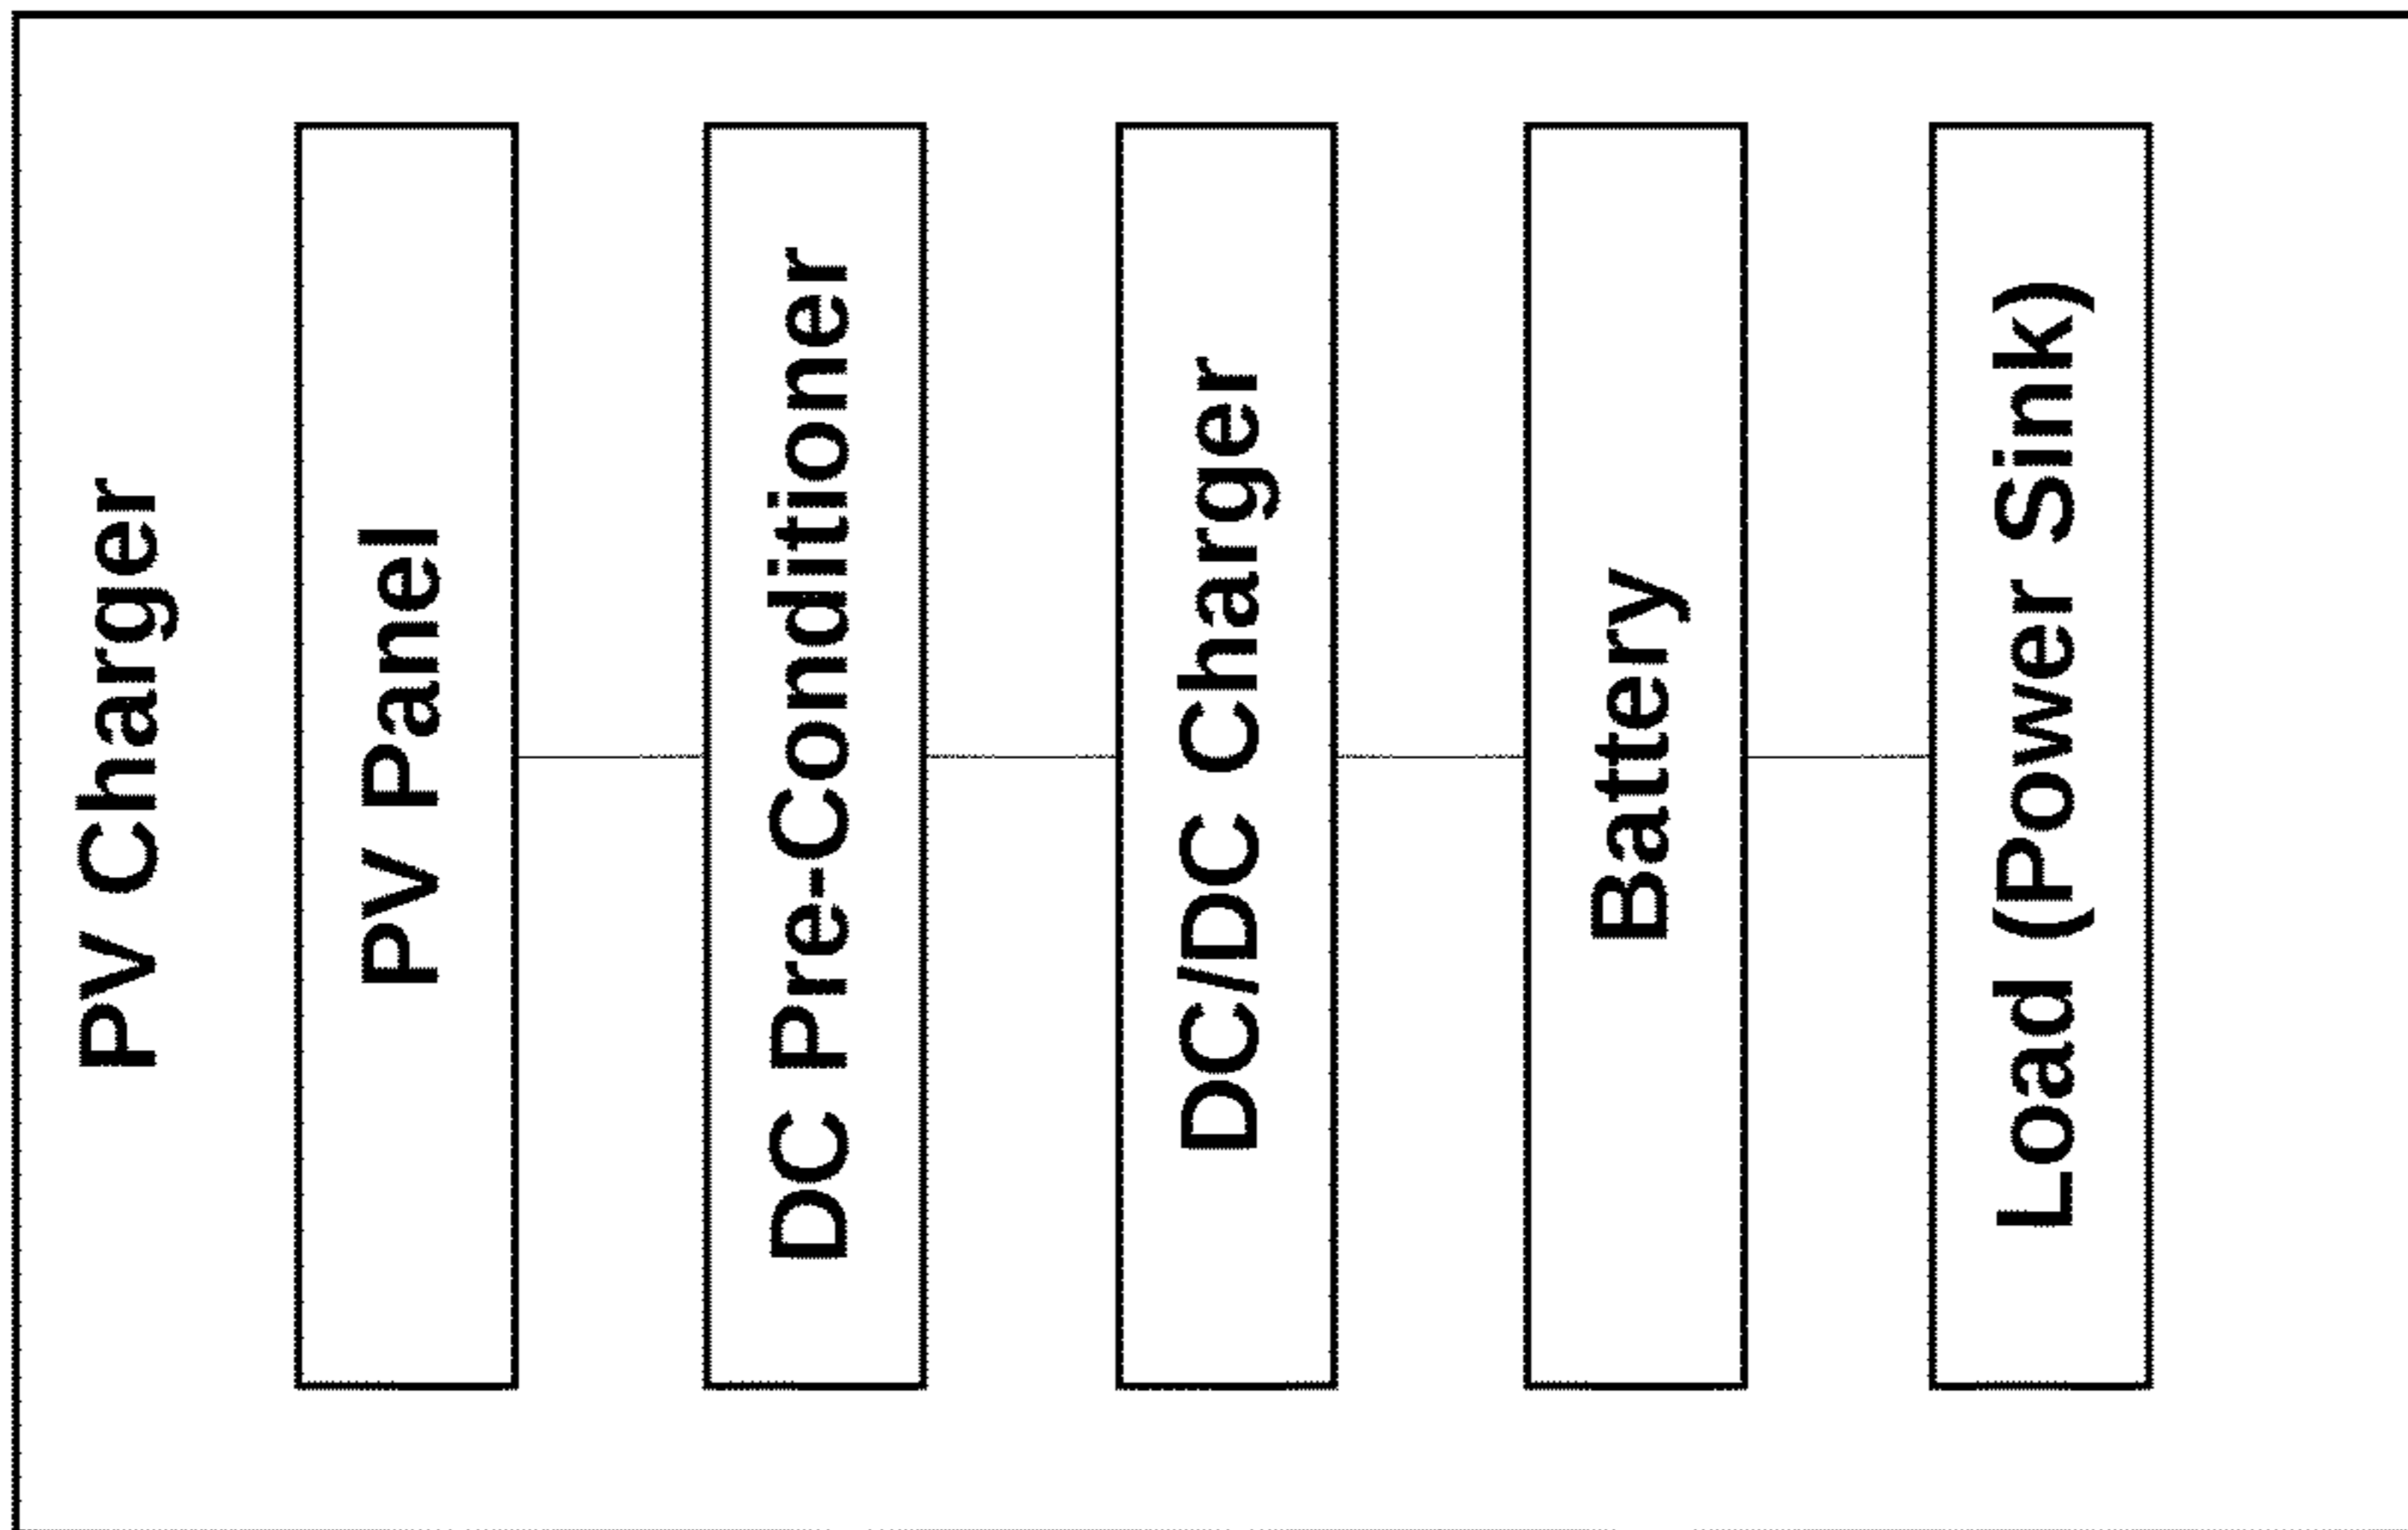 PV Charger
PV Panel
DC Pre-Conditioner
DC/DC Charger
Battery
Load (Power Sink)